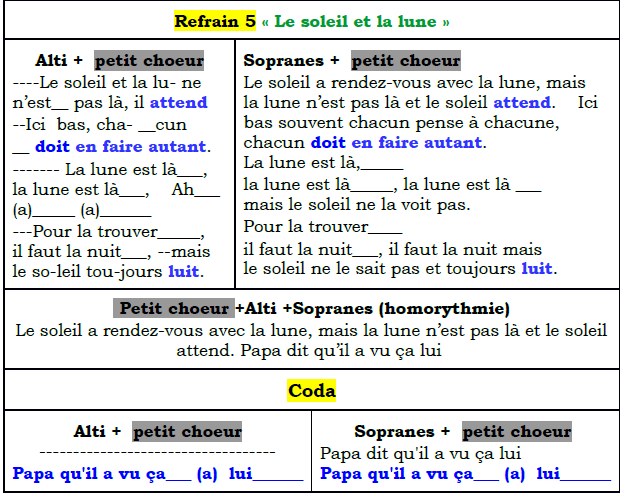 Refrain 5 « Le soleil et la lune »
Alti + petit choeur
----Le soleil et la lu- ne
n'est__ pas là, il attend
--Ici bas, cha- __cun
__ doit en faire autant.
------- La lune est là___,
la lune est là___, Ah___
(a)_____ (a)______
---Pour la trouver_____,
il faut la nuit___, --mais
le so-leil tou-jours luit.
Sopranes + petit choeur
Le soleil a rendez-vous avec la lune, mais
la lune n'est pas là et le soleil attend. Ici
bas souvent chacun pense à chacune,
chacun doit en faire autant.
La lune est là,_____
la lune est là_____, la lune est là ___
mais le soleil ne la voit pas.
Pour la trouver____
il faut la nuit___, il faut la nuit mais
le soleil ne le sait pas et toujours luit.
Petit choeur +Alti +Sopranes (homorythmie)
Le soleil a rendez-vous avec la lune, mais la lune n'est pas là et le soleil
attend. Papa dit qu'il a vu ça lui
Coda
Alti + petit choeur
----------------------------------
Papa qu'il a vu ça___ (a) lui______
Sopranes + petit choeur
Papa dit qu'il a vu ça lui
Papa qu'il a vu ça___ (a) lui______